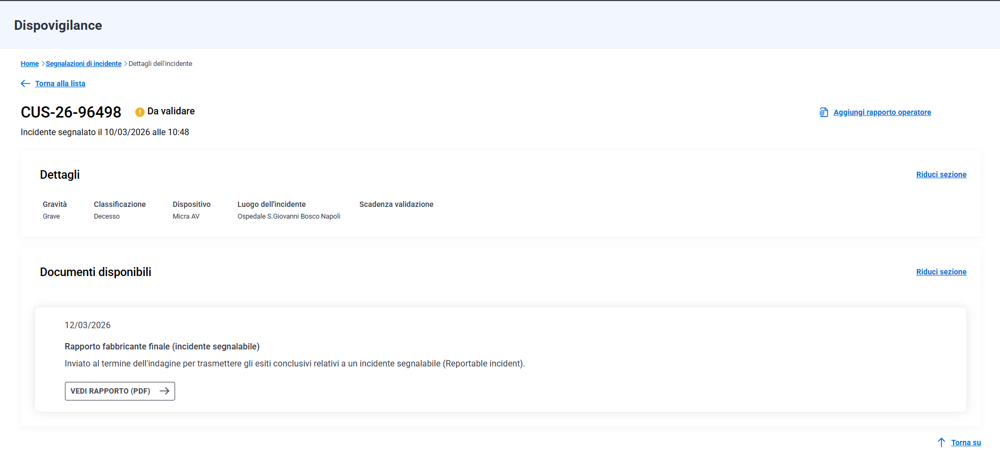 Dispovigilance
Home > Segnalazioni di incidente > Dettagli dell'incidente
← Torna alla lista
CUS-26-96498 ! Da validare
Aggiungi rapporto operatore
Incidente segnalato il 10/03/2026 alle 10:48
Dettagli
Riduci sezione
Gravità Classificazione Dispositivo Luogo dell'incidente Scadenza validazione
Grave Decesso Micra AV Ospedale S.Giovanni Bosco Napoli
Documenti disponibili
Riduci sezione
12/03/2026
Rapporto fabbricante finale (incidente segnalabile)
Inviato al termine dell'indagine per trasmettere gli esiti conclusivi relativi a un incidente segnalabile (Reportable incident).
VEDI RAPPORTO (PDF) →
↑ Torna su